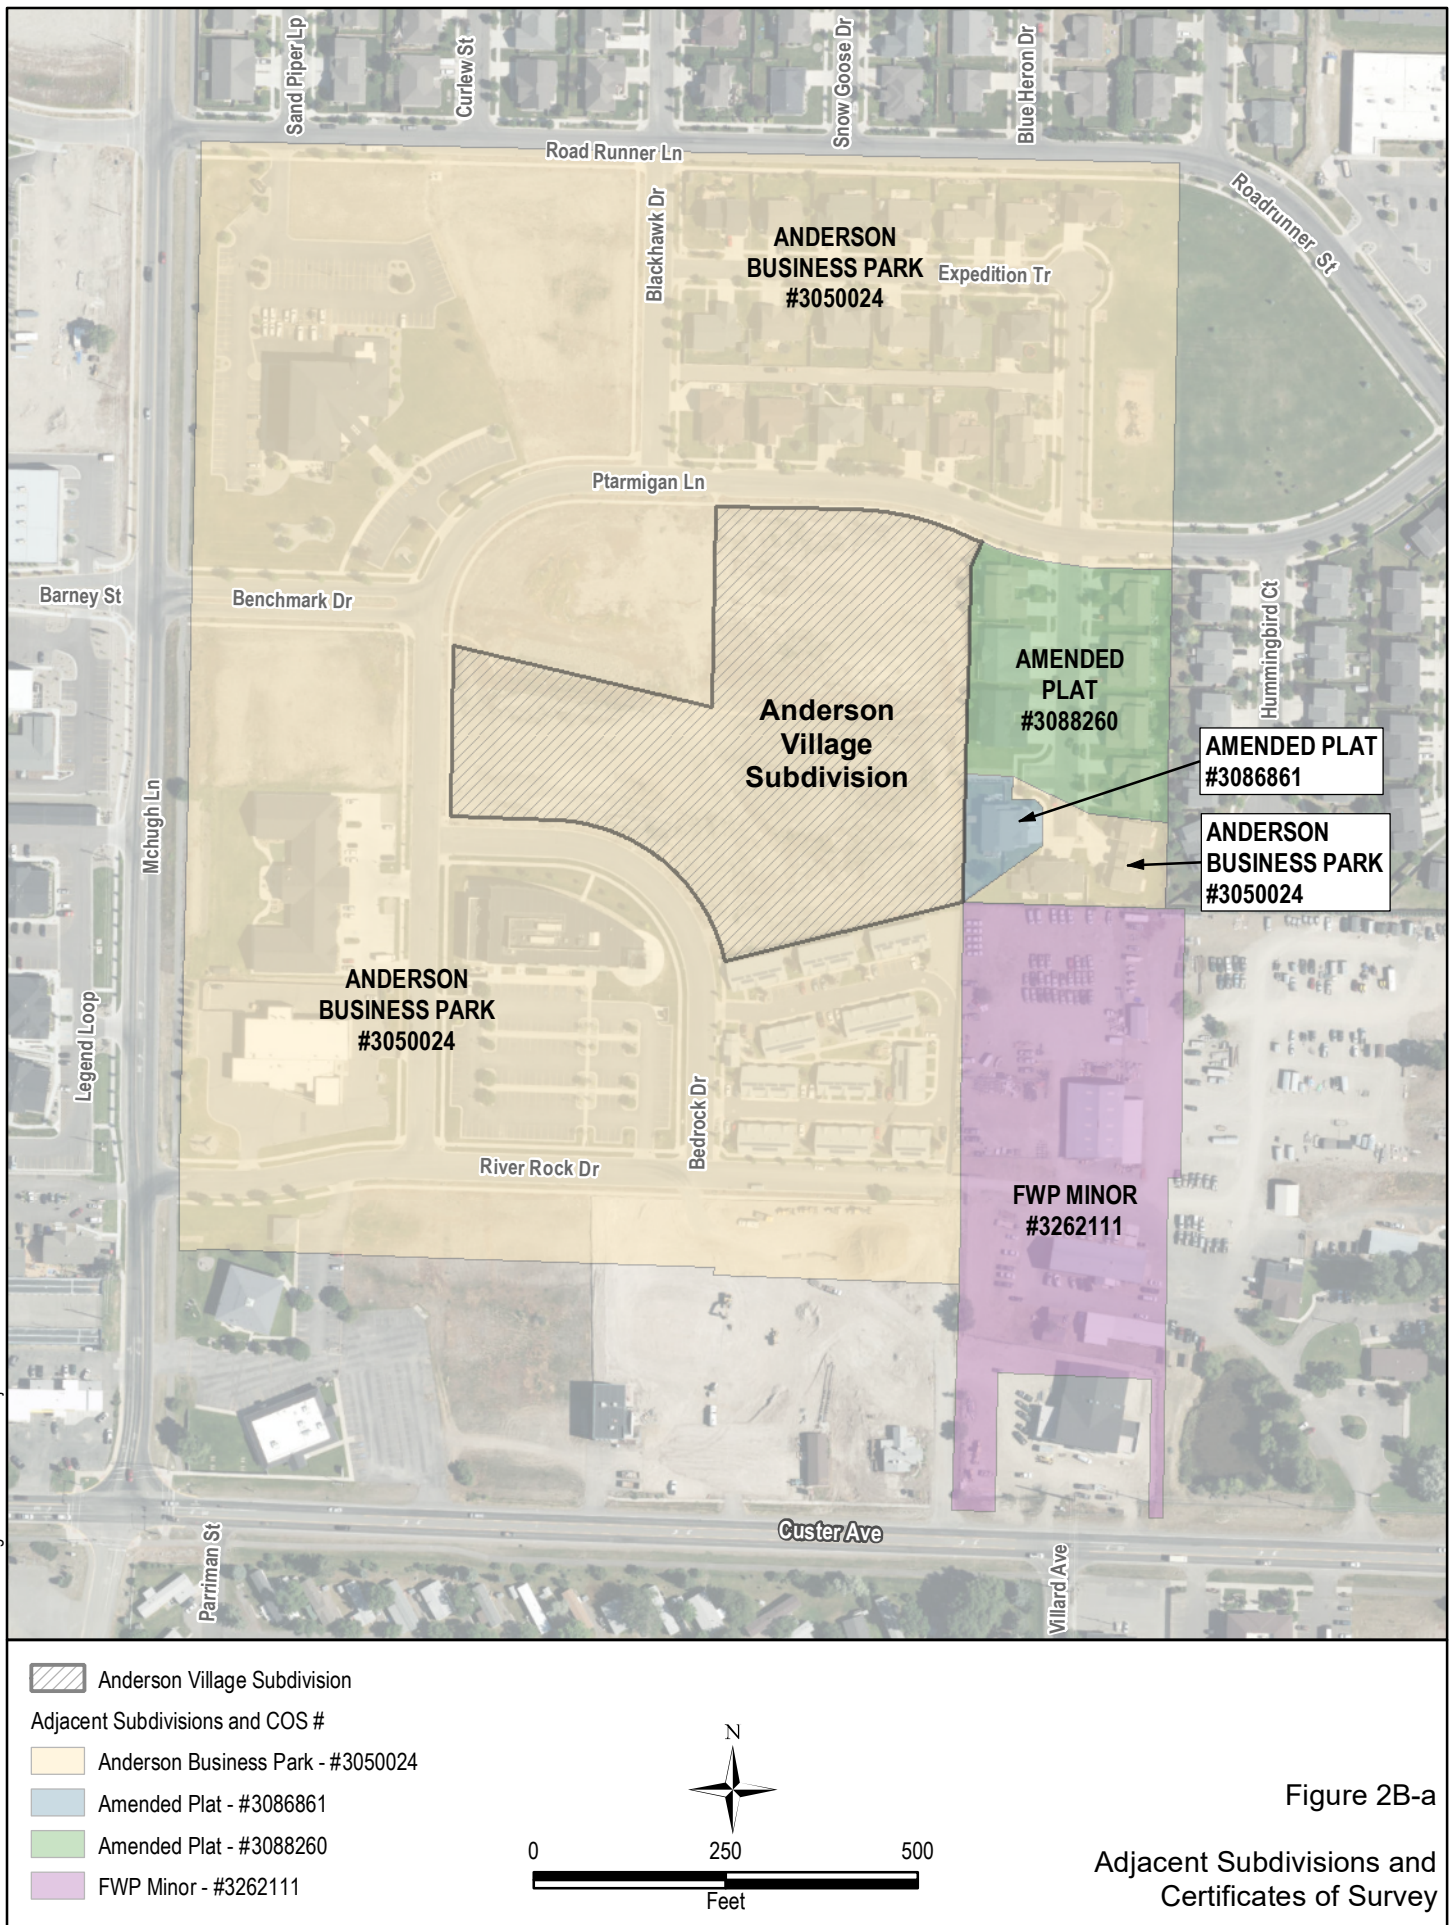 Sand Piper Lp
Curlew St
Snow Goose Dr
Blue Heron Dr
Road Runner Ln
Roadrunner St
Blackhawk Dr
ANDERSON
BUSINESS PARK
#3050024
Expedition Tr
Ptarmigan Ln
Barney St
Benchmark Dr
Hummingbird Ct
AMENDED
PLAT
#3088260
Anderson
Village
Subdivision
AMENDED PLAT
#3086861
Mchugh Ln
ANDERSON
BUSINESS PARK
#3050024
ANDERSON
BUSINESS PARK
#3050024
Legend Loop
Bedrock Dr
River Rock Dr
FWP MINOR
#3262111
Custer Ave
Parriman St
Villard Ave
Anderson Village Subdivision
Adjacent Subdivisions and COS #
Anderson Business Park - #3050024
Amended Plat - #3086861
Amended Plat - #3088260
FWP Minor - #3262111
N
0 250 500
Feet
Figure 2B-a
Adjacent Subdivisions and
Certificates of Survey